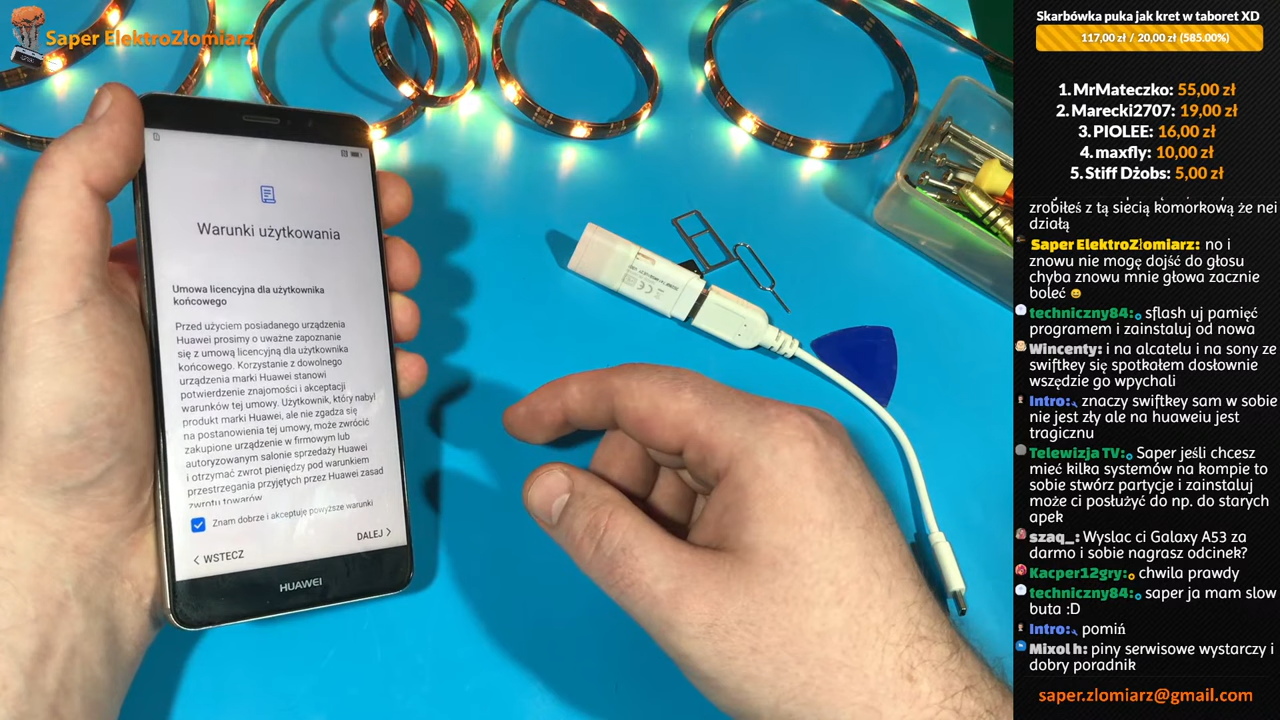 Saper ElektroZłomiarz
Warunki użytkowania
Umowa licencyjna dla użytkownika
końcowego
Przed użyciem posiadanego urządzenia
Huawei prosimy o uważne zapoznanie
się z umową licencyjną dla użytkownika
końcowego. Korzystanie z dowolnego
urządzenia marki Huawei stanowi
potwierdzenie znajomości i akceptacji
warunków tej umowy. Użytkownik, który nabył
produkt marki Huawei, ale nie zgadza się
na postanowienia tej umowy, może zwrócić
zakupione urządzenie w firmowym lub
autoryzowanym salonie sprzedaży Huawei
i otrzymać zwrot pieniędzy pod warunkiem
przestrzegania przyjętych przez Huawei zasad
zwrotu towarów
Znam dobrze i akceptuję powyższe warunki
WSTECZ
DALEJ
HUAWEI
Skarbówka puka jak kret w taboret XD
117,00 zł / 20,00 zł (585.00%)
1. MrMateczko: 55,00 zł
2. Marecki2707: 19,00 zł
3. PIOLEE: 16,00 zł
4. maxfly: 10,00 zł
5. Stiff Dżobs: 5,00 zł
zrobiłeś z tą siecią komorkową że nei
działą
Saper ElektroZłomiarz: no i
znowu nie mogę dojść do głosu
chyba znowu mnie głowa zacznie
boleć 😄
techniczny84: sflash uj pamięć
programem i zainstaluj od nowa
Wincenty: i na alcatelu i na sony ze
swiftkey się spotkałem dosłownie
wszędzie go wpychali
Intro: znaczy swiftkey sam w sobie
nie jest zły ale na huaweiu jest
tragicznu
Telewizja TV: Saper jeśli chcesz
mieć kilka systemów na kompie to
sobie stwórz partycje i zainstaluj
może ci posłużyć do np. do starych
apek
szaq_: Wyslac ci Galaxy A53 za
darmo i sobie nagrasz odcinek?
Kacper12gry: chwila prawdy
techniczny84: saper ja mam slow
buta :D
Intro: pomiń
Mixol h: piny serwisowe wystarczy i
dobry poradnik
saper.zlomiarz@gmail.com